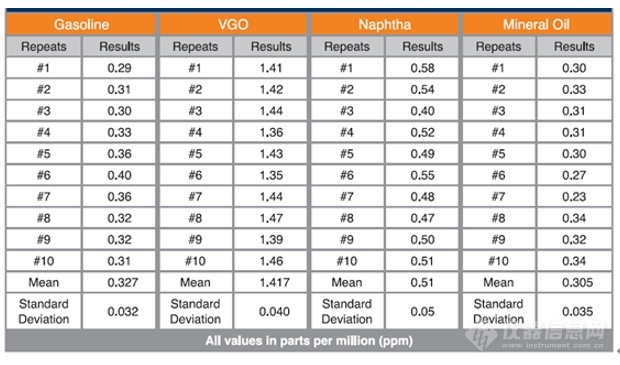 Gasoline VGO Naphtha Mineral Oil
Repeats Results Repeats Results Repeats Results Repeats Results
#1 0.29 #1 1.41 #1 0.58 #1 0.30
#2 0.31 #2 1.42 #2 0.54 #2 0.33
#3 0.30 #3 1.44 #3 0.40 #3 0.31
#4 0.33 #4 1.36 #4 0.52 #4 0.31
#5 0.36 #5 1.43 #5 0.49 #5 0.30
#6 0.40 #6 1.35 #6 0.55 #6 0.27
#7 0.36 #7 1.44 #7 0.48 #7 0.23
#8 0.32 #8 1.47 #8 0.47 #8 0.34
#9 0.32 #9 1.39 #9 0.50 #9 0.32
#10 0.31 #10 1.46 #10 0.51 #10 0.34
Mean 0.327 Mean 1.417 Mean 0.51 Mean 0.305
Standard Deviation 0.032 Standard Deviation 0.040 Standard Deviation 0.05 Standard Deviation 0.035
All values in parts per million (ppm)
仪器信息网
www.instrument.com.cn